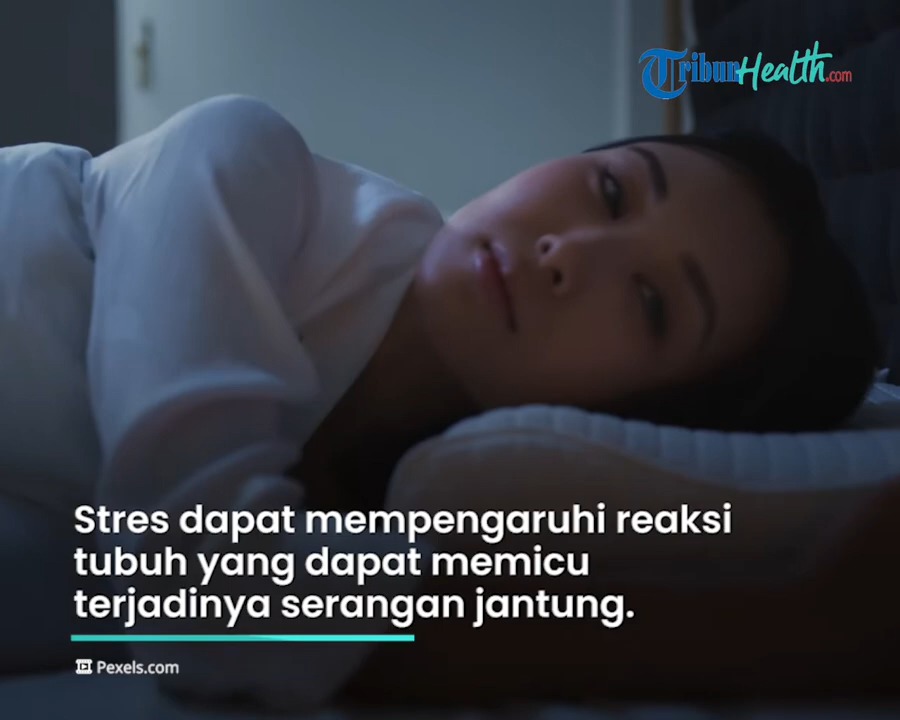 TribunHealth.com
Stres dapat mempengaruhi reaksi
tubuh yang dapat memicu
terjadinya serangan jantung.
Pexels.com